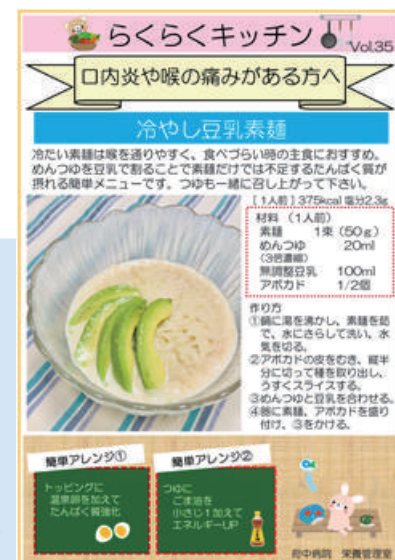 らくらくキッチン
Vol.35
口内炎や喉の痛みがある方へ
冷やし豆乳素麺
冷たい素麺は喉を通りやすく、食べづらい時の主食におすすめ。
めんつゆを豆乳で割ることで素麺だけでは不足するたんぱく質が
摂れる簡単メニューです。つゆも一緒に召し上がって下さい。
[1人前] 375kcal 塩分2.3g
材料（1人前）
素麺 1束（50g）
めんつゆ 20ml
（3倍濃縮）
無調整豆乳 100ml
アボカド 1/2個
作り方
①鍋に湯を沸かし、素麺を茹
で、水にさらして洗い、水
気を切る。
②アボカドの皮をむき、縦半
分に切って種を取り出し、
うすくスライスする。
③めんつゆと豆乳を合わせる。
④器に素麺、アボカドを盛り
付け、③をかける。
簡単アレンジ①
トッピングに
温泉卵を加えて
たんぱく質強化
簡単アレンジ②
つゆに
ごま油を
小さじ1加えて
エネルギーUP
府中病院 栄養管理室